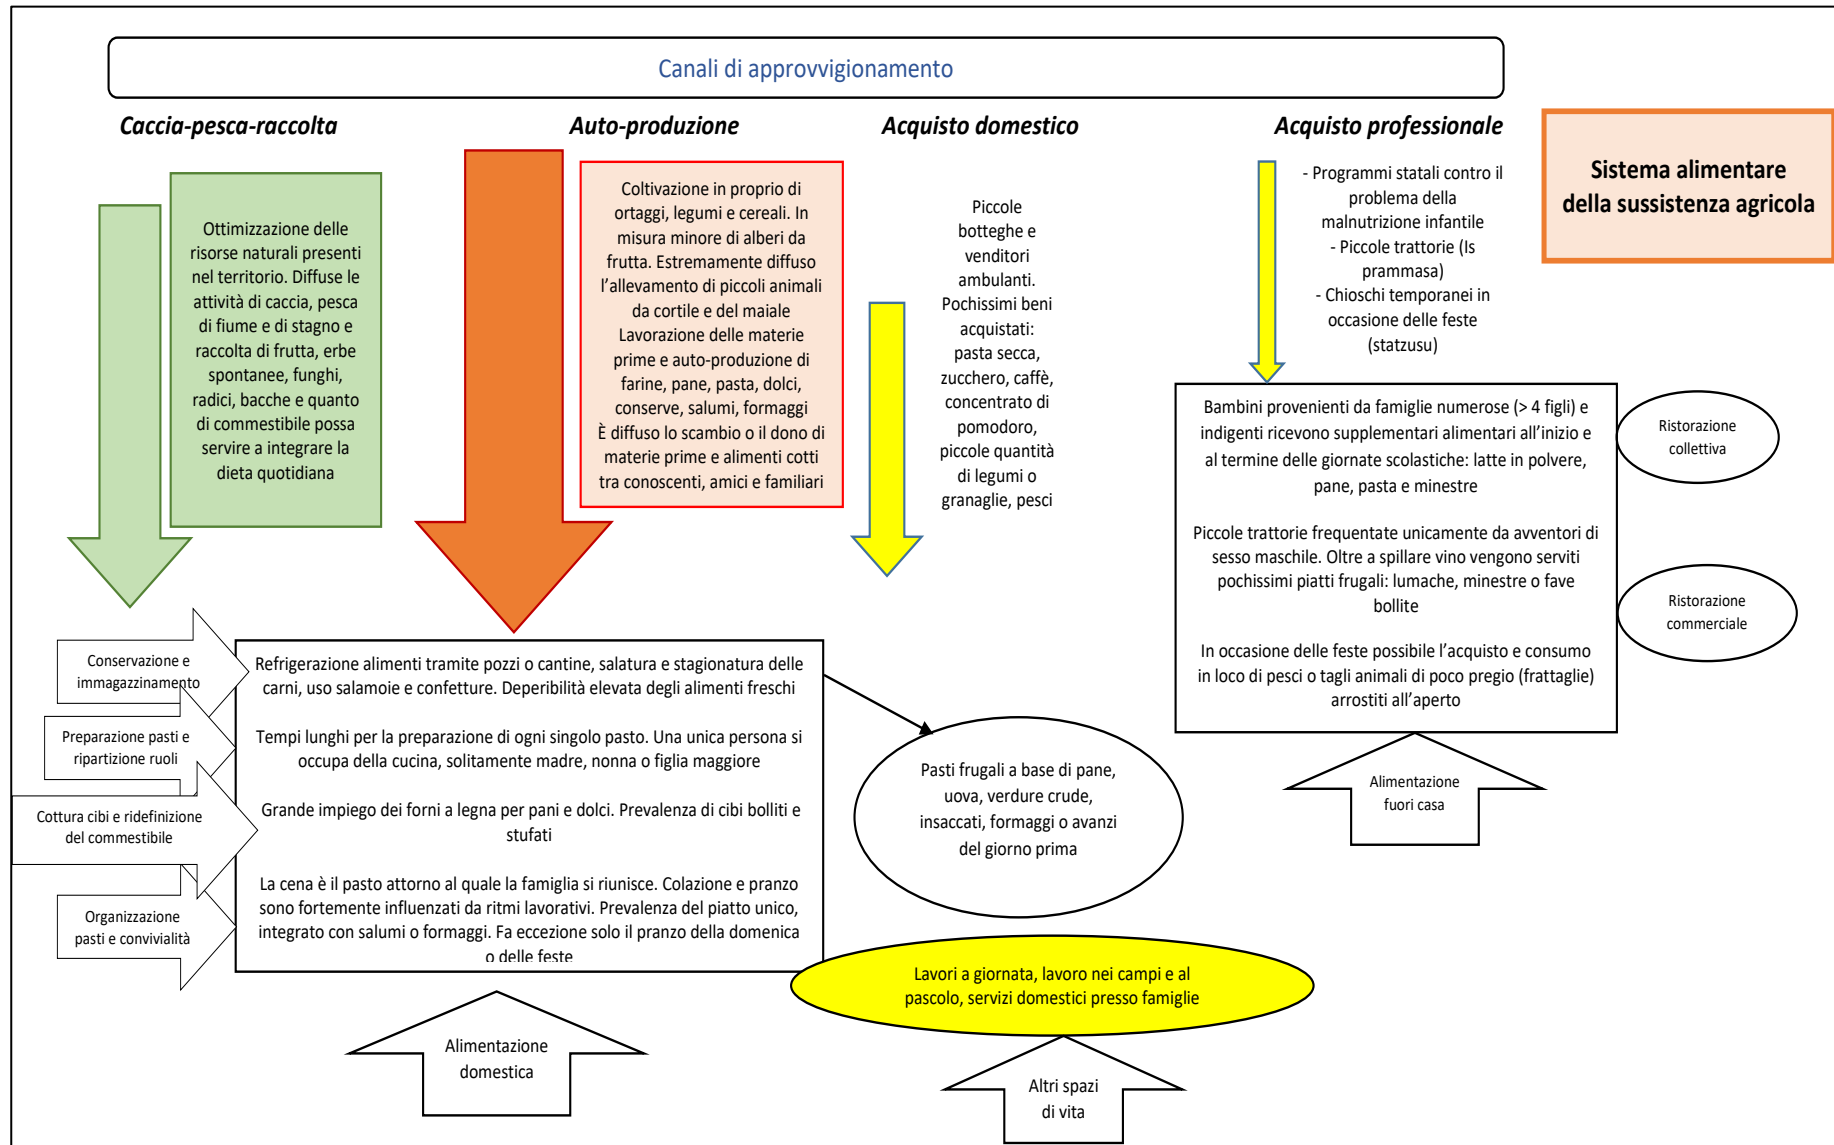 Canali di approvvigionamento
Caccia-pesca-raccolta
Auto-produzione
Acquisto domestico
Acquisto professionale
Sistema alimentare
della sussistenza agricola
Ottimizzazione delle
risorse naturali presenti
nel territorio. Diffuse le
attività di caccia, pesca
di fiume e di stagno e
raccolta di frutta, erbe
spontanee, funghi,
radici, bacche e quanto
di commestibile possa
servire a integrare la
dieta quotidiana
Coltivazione in proprio di
ortaggi, legumi e cereali. In
misura minore di alberi da
frutta. Estremamente diffuso
l’allevamento di piccoli animali
da cortile e del maiale
Lavorazione delle materie
prime e auto-produzione di
farine, pane, pasta, dolci,
conserve, salumi, formaggi
È diffuso lo scambio o il dono di
materie prime e alimenti cotti
tra conoscenti, amici e familiari
Piccole
botteghe e
venditori
ambulanti.
Pochissimi beni
acquistati:
pasta secca,
zucchero, caffè,
concentrato di
pomodoro,
piccole quantità
di legumi o
granaglie, pesci
- Programmi statali contro il
problema della
malnutrizione infantile
- Piccole trattorie (Is
prammasa)
- Chioschi temporanei in
occasione delle feste
(statzusu)
Bambini provenienti da famiglie numerose (> 4 figli) e
indigenti ricevono supplementari alimentari all’inizio e
al termine delle giornate scolastiche: latte in polvere,
pane, pasta e minestre
Piccole trattorie frequentate unicamente da avventori di
sesso maschile. Oltre a spillare vino vengono serviti
pochissimi piatti frugali: lumache, minestre o fave
bollite
In occasione delle feste possibile l’acquisto e consumo
in loco di pesci o tagli animali di poco pregio (frattaglie)
arrostiti all’aperto
Ristorazione
collettiva
Ristorazione
commerciale
Alimentazione
fuori casa
Conservazione e
immagazzinamento
Preparazione pasti e
ripartizione ruoli
Cottura cibi e ridefinizione
del commestibile
Organizzazione
pasti e convivialità
Refrigerazione alimenti tramite pozzi o cantine, salatura e stagionatura delle
carni, uso salamoie e confetture. Deperibilità elevata degli alimenti freschi
Tempi lunghi per la preparazione di ogni singolo pasto. Una unica persona si
occupa della cucina, solitamente madre, nonna o figlia maggiore
Grande impiego dei forni a legna per pani e dolci. Prevalenza di cibi bolliti e
stufati
La cena è il pasto attorno al quale la famiglia si riunisce. Colazione e pranzo
sono fortemente influenzati da ritmi lavorativi. Prevalenza del piatto unico,
integrato con salumi o formaggi. Fa eccezione solo il pranzo della domenica
o delle feste
Pasti frugali a base di pane,
uova, verdure crude,
insaccati, formaggi o avanzi
del giorno prima
Lavori a giornata, lavoro nei campi e al
pascolo, servizi domestici presso famiglie
Alimentazione
domestica
Altri spazi
di vita